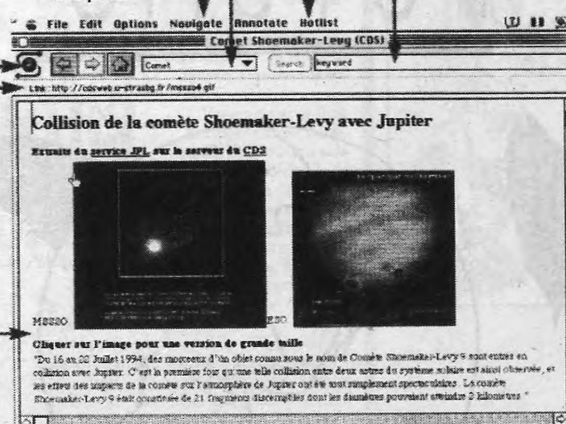 File Edit Options Navigate Annotate Hotlist
Comet Shoemaker-Levy (CDS)
Comet Search keyword
Link: http://cdsweb.u-strasbg.fr/mssso4.gif
Collision de la comète Shoemaker-Levy avec Jupiter
Extraits du service JPL sur le serveur du CDS
MSSSO ESO
Cliquer sur l'image pour une version de grande taille
"Du 16 au 22 Juillet 1994, des morceaux d'un objet connu sous le nom de Comète Shoemaker-Levy 9 sont entres en
collision avec Jupiter. C'est la première fois qu'une telle collision entre deux astres du système solaire est ainsi observée, et
les effets des impacts de la comète sur l'atmosphère de Jupiter ont été tout simplement spectaculaires. La comète
Shoemaker-Levy 9 était constituée de 21 fragments discernables dont les diamètres pouvaient atteindre 2 kilomètres."